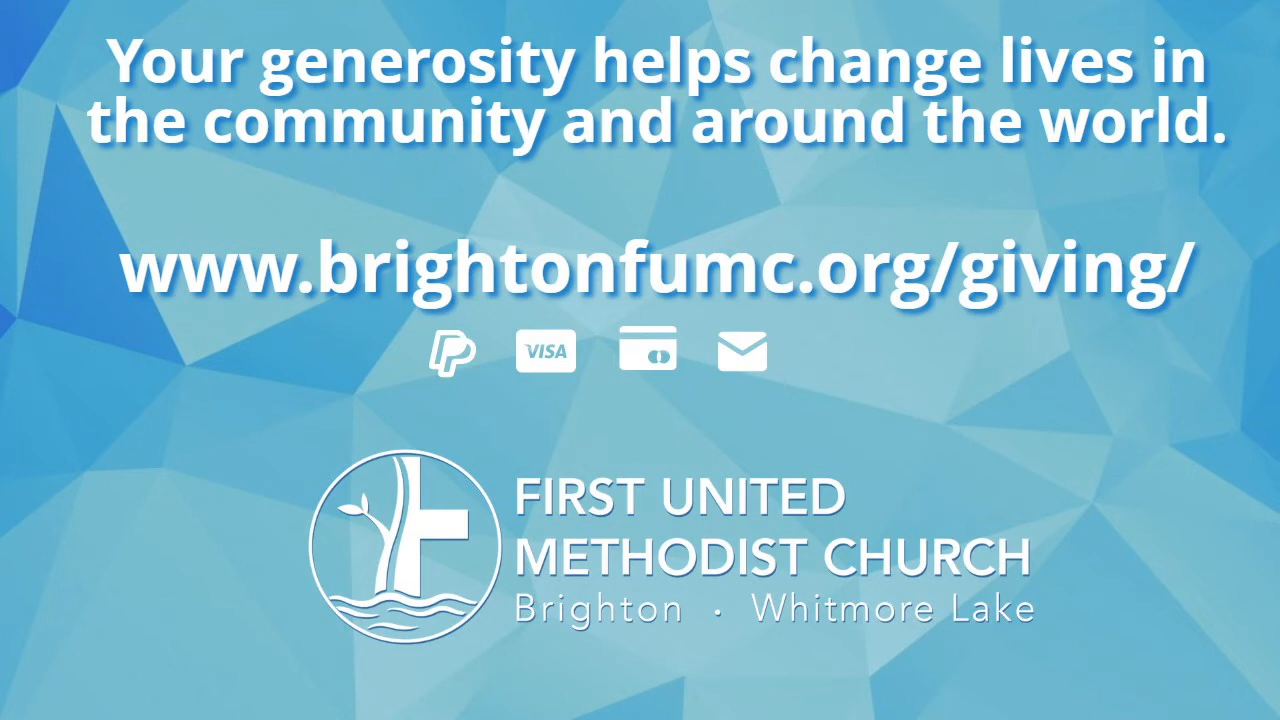 Your generosity helps change lives in
the community and around the world.
www.brightonfumc.org/giving/
VISA
FIRST UNITED
METHODIST CHURCH
Brighton · Whitmore Lake